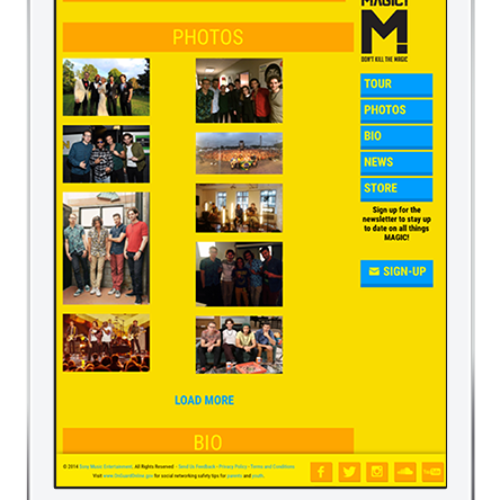 MAGIC!
PHOTOS
M!
DON'T KILL THE MAGIC
TOUR
PHOTOS
BIO
NEWS
STORE
Sign up for the
newsletter to stay up
to date on all things
MAGIC!
SIGN-UP
LOAD MORE
BIO
© 2014 Sony Music Entertainment. All Rights Reserved • Send Us Feedback • Privacy Policy • Terms and Conditions
Visit www.OnGuardOnline.gov for social networking safety tips for parents and youth.
You Tube